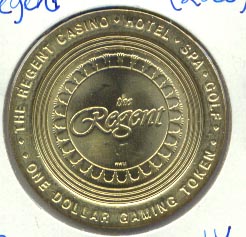 THE REGENT CASINO · HOTEL · SPA · GOLF ·
the
Regent
ONE DOLLAR GAMING TOKEN ·